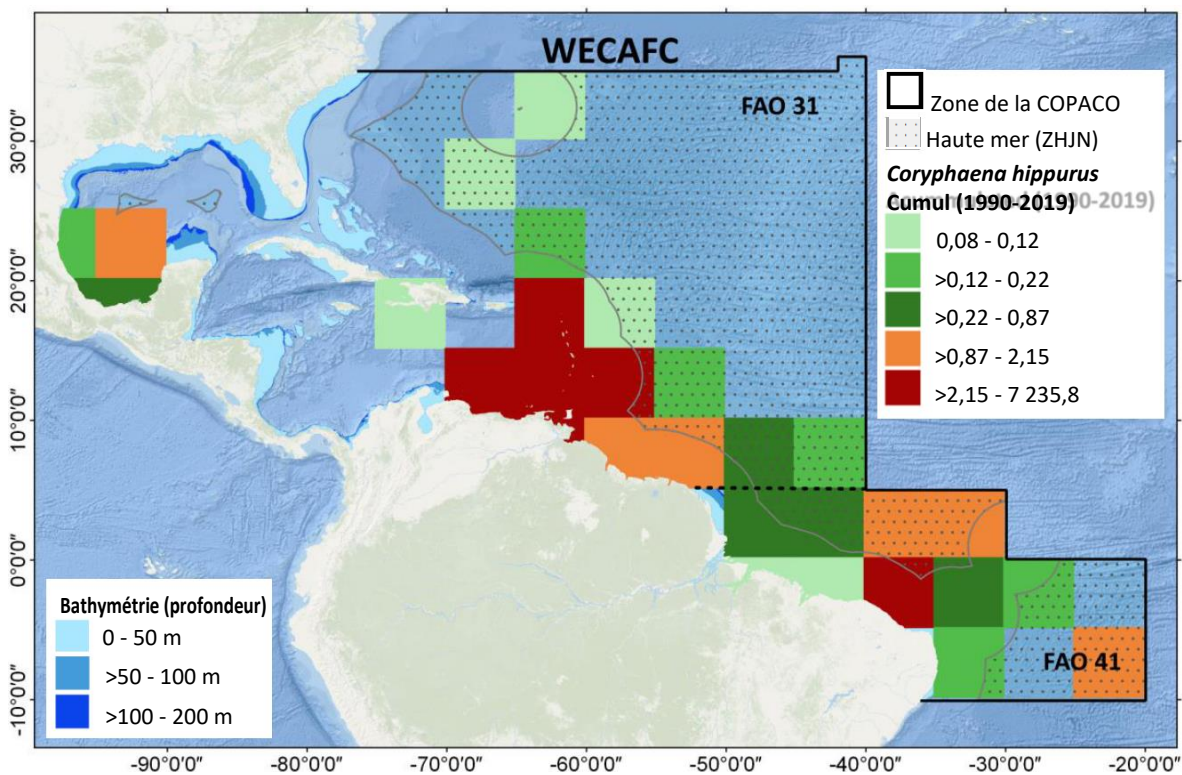 WECAFC
FAO 31
Zone de la COPACO
Haute mer (ZHJN)
Coryphaena hippurus
Cumul (1990-2019)
0,08 - 0,12
>0,12 - 0,22
>0,22 - 0,87
>0,87 - 2,15
>2,15 - 7 235,8
30°0'0"
20°0'0"
10°0'0"
0°0'0"
-10°0'0"
Bathymétrie (profondeur)
0 - 50 m
>50 - 100 m
>100 - 200 m
FAO 41
-90°0'0" -80°0'0" -70°0'0" -60°0'0" -50°0'0" -40°0'0" -30°0'0" -20°0'0"